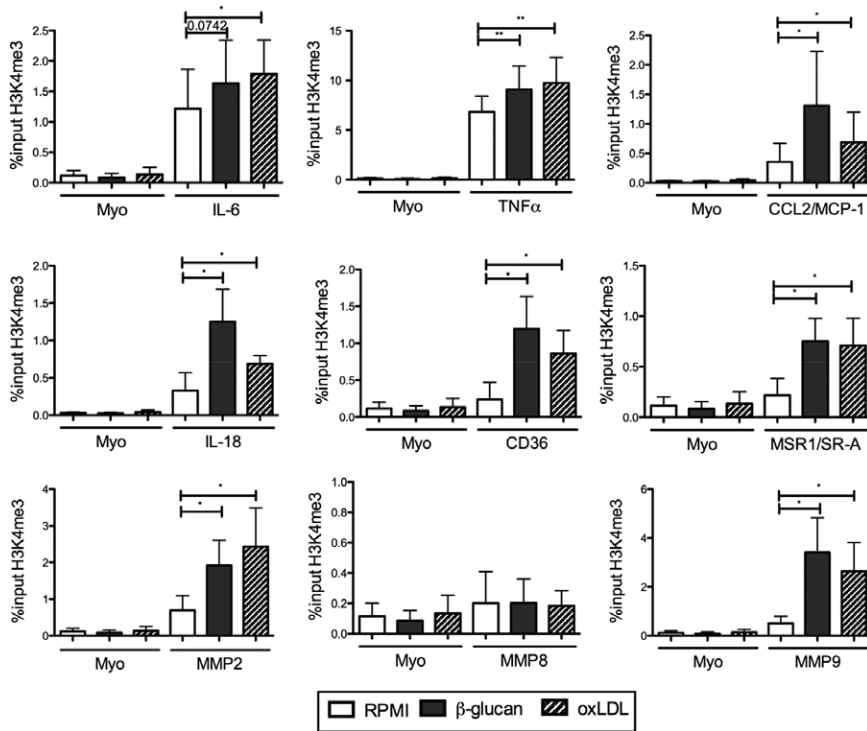 %input H3K4me3
2.5
2.0
1.5
1.0
0.5
0.0
*
0.0742
Myo
IL-6
%input H3K4me3
15
10
5
0
**
**
Myo
TNFα
%input H3K4me3
2.5
2.0
1.5
1.0
0.5
0.0
*
*
Myo
CCL2/MCP-1
%input H3K4me3
2.0
1.5
1.0
0.5
0.0
*
*
Myo
IL-18
%input H3K4me3
2.0
1.5
1.0
0.5
0.0
*
*
Myo
CD36
%input H3K4me3
1.5
1.0
0.5
0.0
*
*
Myo
MSR1/SR-A
%input H3K4me3
4
3
2
1
0
*
*
Myo
MMP2
%input H3K4me3
1.0
0.8
0.6
0.4
0.2
0.0
Myo
MMP8
%input H3K4me3
6
4
2
0
*
*
Myo
MMP9
RPMI β-glucan oxLDL